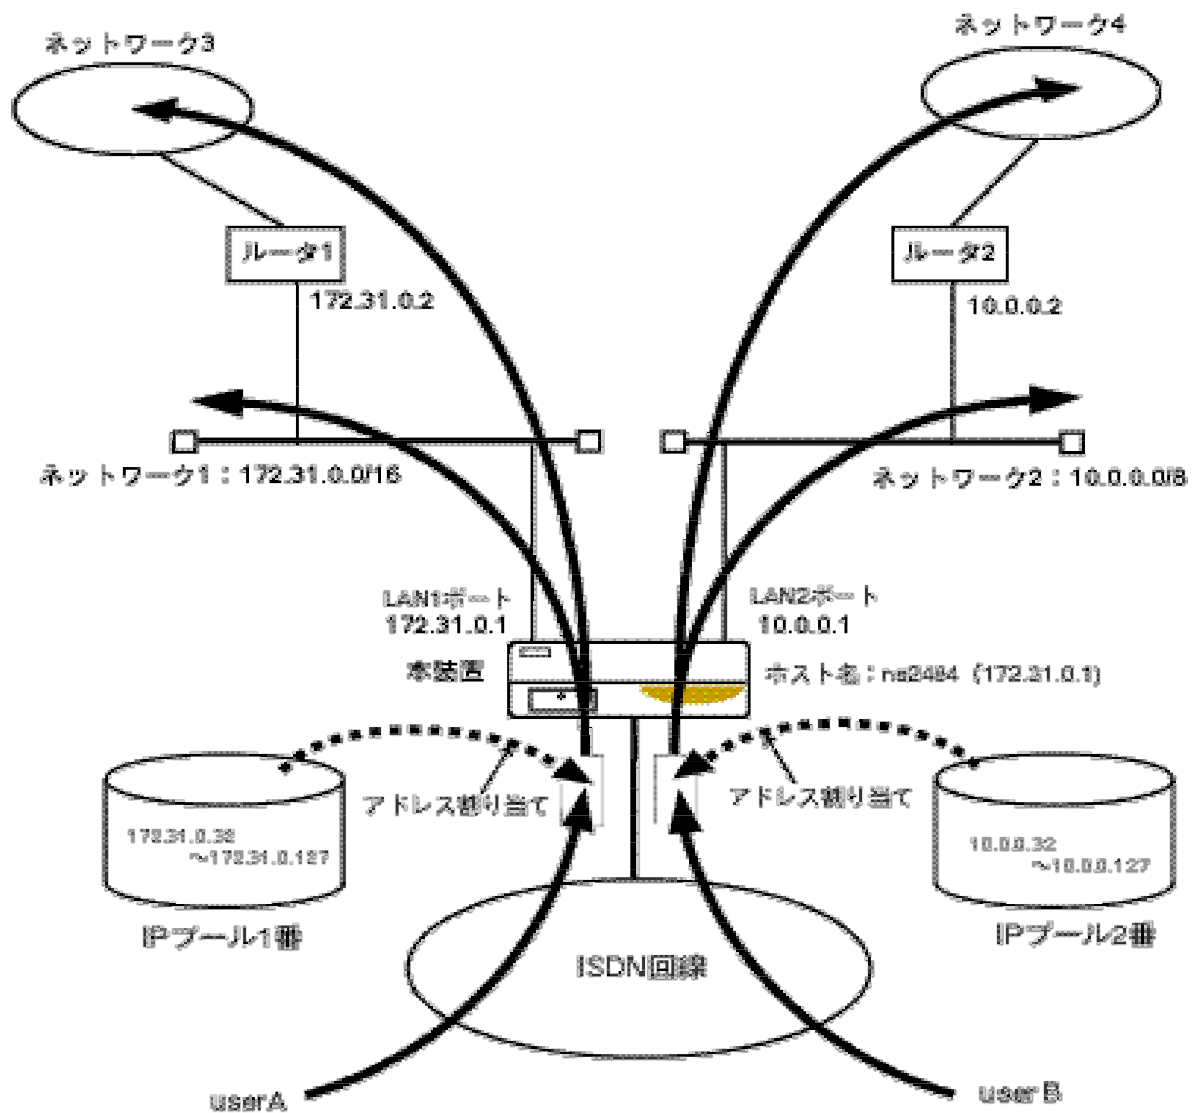 ネットワーク3
ネットワーク4
ルータ1
172.31.0.2
ルータ2
10.0.0.2
ネットワーク1：172.31.0.0/16
ネットワーク2：10.0.0.0/8
LAN1ポート
172.31.0.1
LAN2ポート
10.0.0.1
本装置
ホスト名：ns2484 (172.31.0.1)
アドレス割り当て
アドレス割り当て
172.31.0.32
～172.31.0.127
10.0.0.32
～10.0.0.127
IPプール1番
IPプール2番
ISDN回線
userA
userB